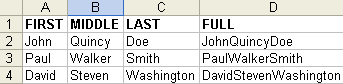 A B C D
1 FIRST MIDDLE LAST FULL
2 John Quincy Doe JohnQuincyDoe
3 Paul Walker Smith PaulWalkerSmith
4 David Steven Washington DavidStevenWashington